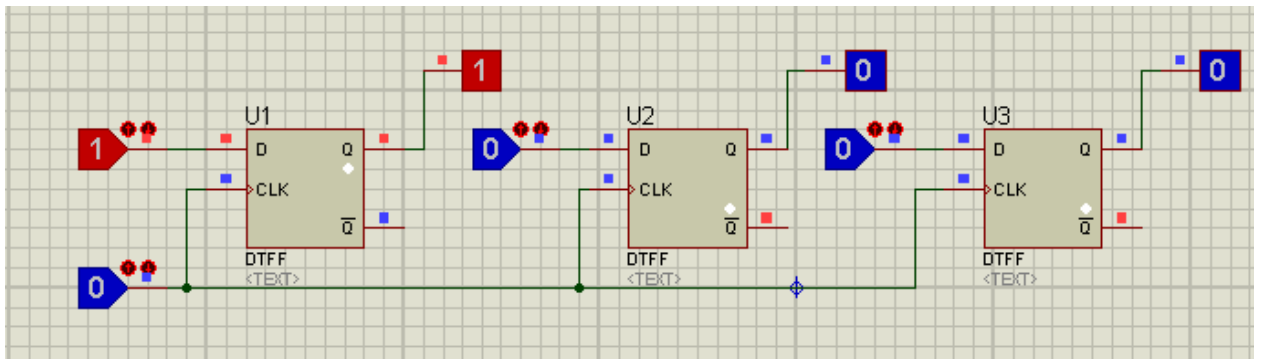 1 0 0
U1 U2 U3
1 D Q 0 D Q 0 D Q
CLK CLK CLK
Q Q Q
0 DTFF DTFF DTFF
<TEXT> <TEXT> <TEXT>